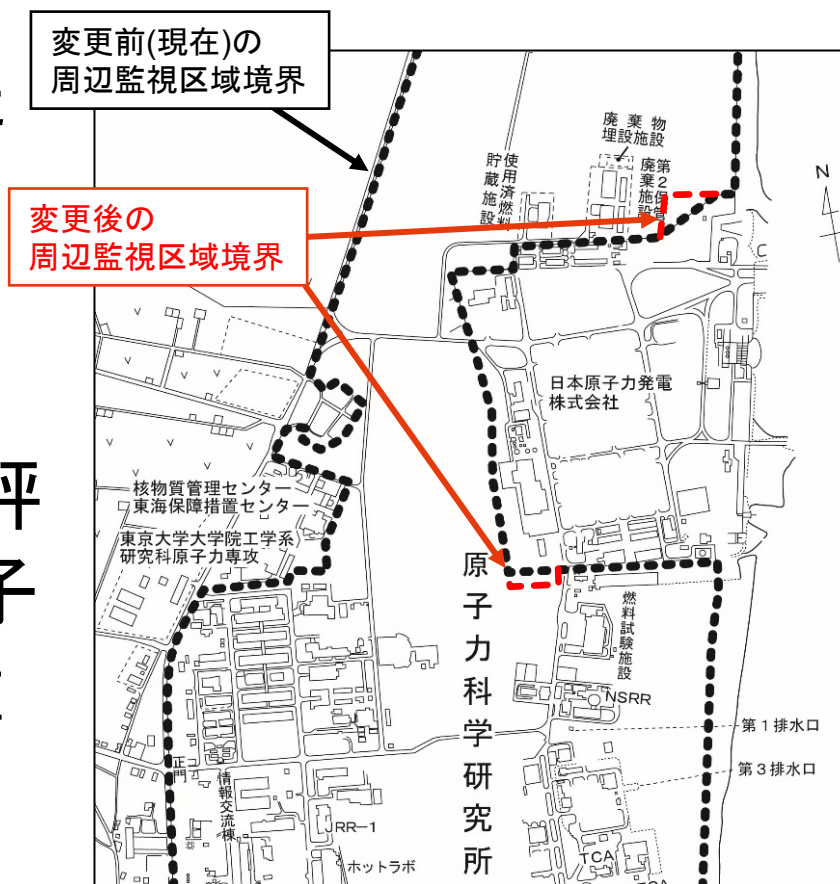 変更前(現在)の
周辺監視区域境界
変更後の
周辺監視区域境界
廃棄物
埋設施設
使用済燃料
貯蔵施設
第2保管
廃棄施設
N
日本原子力発電
株式会社
核物質管理センター
東海保障措置センター
東京大学大学院工学系
研究科原子力専攻
原子力科学研究所
燃料試験施設
NSRR
第1排水口
第3排水口
正門
情報交流棟
JRR-1
ホットラボ
TCA
評
子